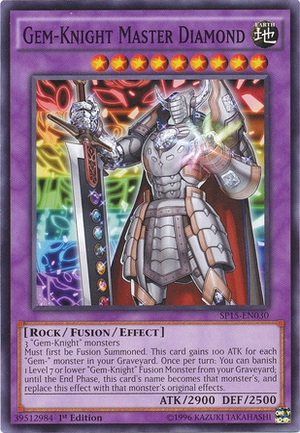 Gem-Knight Master Diamond
EARTH
地
SP15-EN030
[Rock / Fusion / Effect]
3 "Gem-Knight" monsters
Must first be Fusion Summoned. This card gains 100 ATK for each
"Gem-" monster in your Graveyard. Once per turn: You can banish
1 Level 7 or lower "Gem-Knight" Fusion Monster from your Graveyard;
until the End Phase, this card's name becomes that monster's, and
replace this effect with that monster's original effects.
ATK/2900 DEF/2500
39512984 1st Edition ©1996 KAZUKI TAKAHASHI